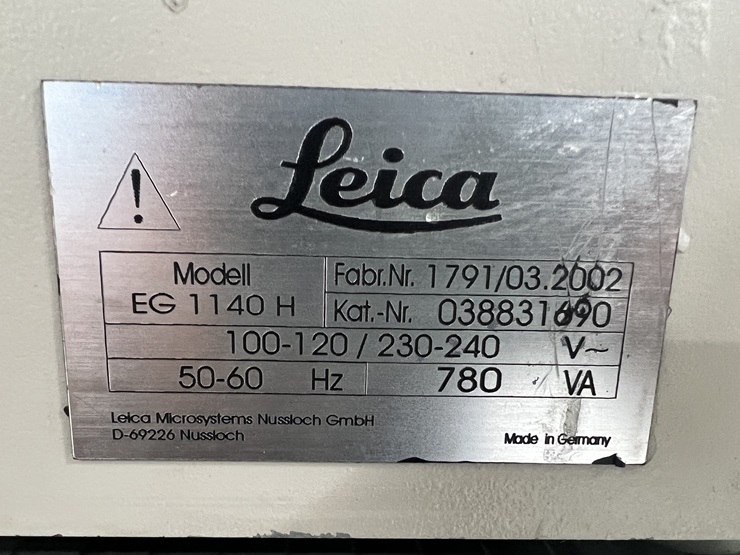 Leica
Modell
EG 1140 H
Fabr.Nr. 1791/03.2002
Kat.-Nr. 038831690
100-120 / 230-240 V~
50-60 Hz 780 VA
Leica Microsystems Nussloch GmbH
D-69226 Nussloch
Made in Germany